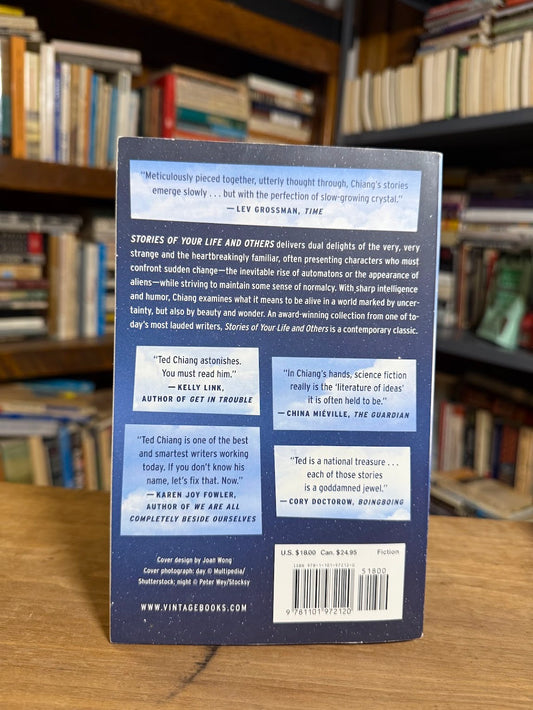 “Meticulously pieced together, utterly thought through, Chiang's stories
emerge slowly . . . but with the perfection of slow-growing crystal.”
— LEV GROSSMAN, TIME
STORIES OF YOUR LIFE AND OTHERS delivers dual delights of the very, very
strange and the heartbreakingly familiar, often presenting characters who must
confront sudden change—the inevitable rise of automatons or the appearance of
aliens—while striving to maintain some sense of normalcy. With sharp intelligence
and humor, Chiang examines what it means to be alive in a world marked by uncer-
tainty, but also by beauty and wonder. An award-winning collection from one of to-
day's most lauded writers, Stories of Your Life and Others is a contemporary classic.
“Ted Chiang astonishes.
You must read him.”
— KELLY LINK,
AUTHOR OF GET IN TROUBLE
“In Chiang's hands, science fiction
really is the ‘literature of ideas’
it is often held to be.”
— CHINA MIÉVILLE, THE GUARDIAN
“Ted Chiang is one of the best
and smartest writers working
today. If you don't know his
name, let's fix that. Now.”
— KAREN JOY FOWLER,
AUTHOR OF WE ARE ALL
COMPLETELY BESIDE OURSELVES
“Ted is a national treasure . . .
each of those stories
is a goddamned jewel.”
— CORY DOCTOROW, BOINGBOING
Cover design by Joan Wong
Cover photograph: day © Multipedia/
Shutterstock; night © Peter Wey/Stocksy
WWW.VINTAGEBOOKS.COM
U.S. $18.00 Can. $24.95 Fiction
ISBN 978-1-101-97212-0
51800
9 781101 972120